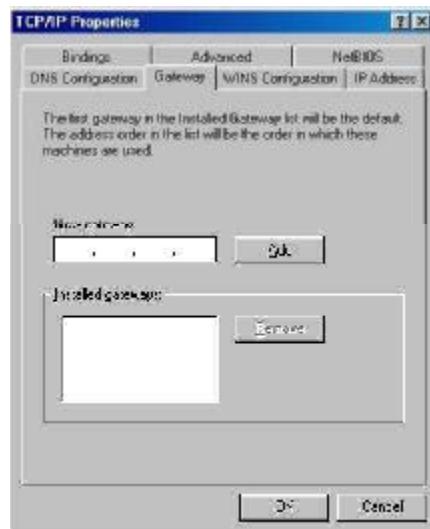 TCP/IP Properties
Bindings Advanced NetBIOS
DNS Configuration Gateway WINS Configuration IP Address
The first gateway in the Installed Gateway list will be the default.
The address order in the list will be the order in which these
machines are used.
New gateway:
Add
Installed gateways:
Remove
OK Cancel